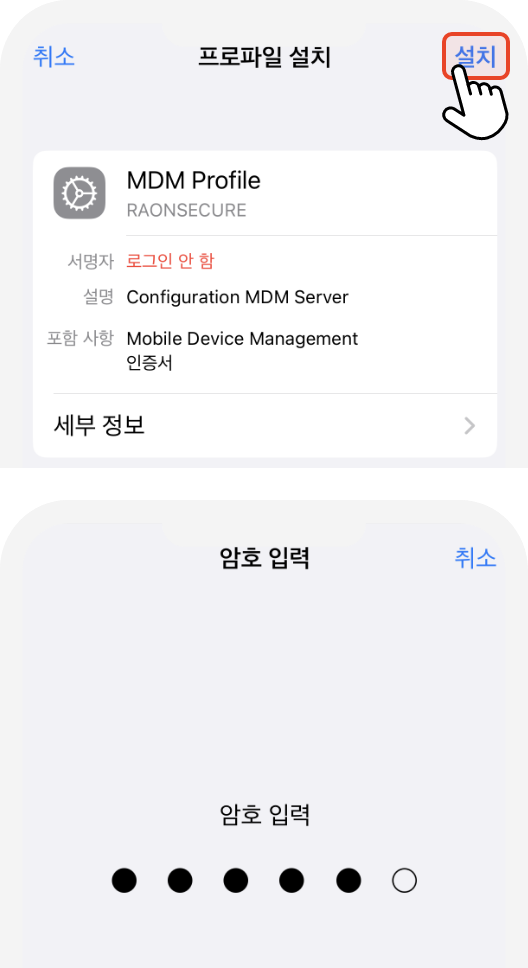 취소 프로파일 설치 설치
MDM Profile
RAONSECURE
서명자 로그인 안 함
설명 Configuration MDM Server
포함 사항 Mobile Device Management
인증서
세부 정보
암호 입력 취소
암호 입력